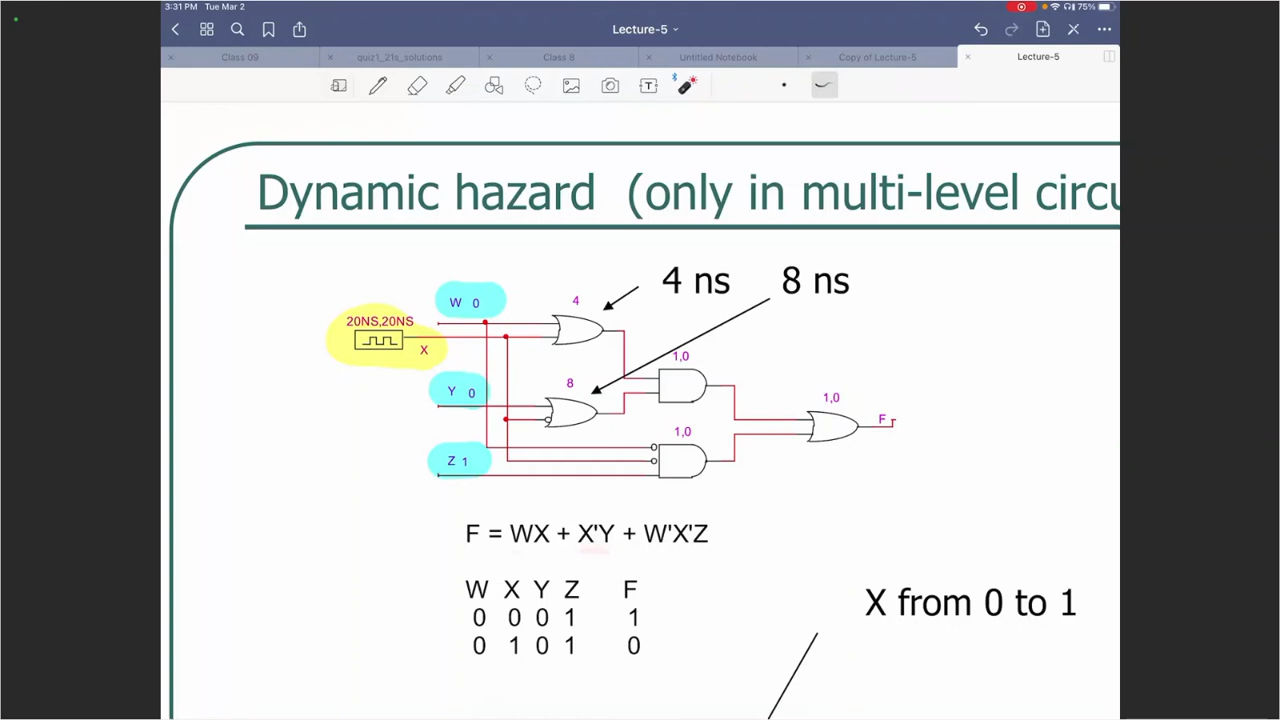 3:31 PM Tue Mar 2
75%
Lecture-5
Class 09
quiz1_21s_solutions
Class 8
Untitled Notebook
Copy of Lecture-5
Lecture-5
Dynamic hazard (only in multi-level circu
4 ns 8 ns
W 0
4
20NS,20NS
X
1,0
Y 0
8
1,0
F
1,0
Z 1
F = WX + X'Y + W'X'Z
W X Y Z F
0 0 0 1 1
0 1 0 1 0
X from 0 to 1